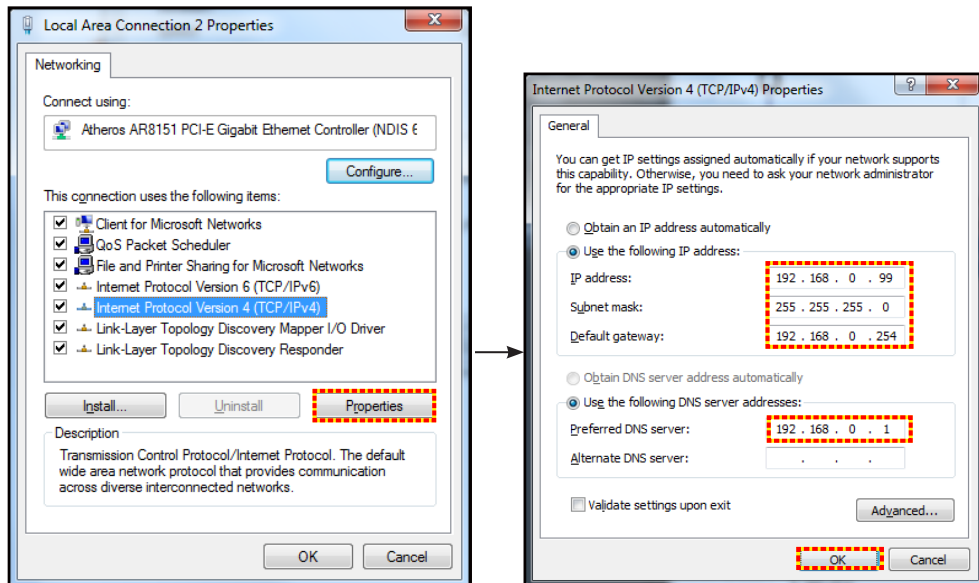 Local Area Connection 2 Properties
Networking
Connect using:
Atheros AR8151 PCI-E Gigabit Ethernet Controller (NDIS 6
Configure...
This connection uses the following items:
Client for Microsoft Networks
QoS Packet Scheduler
File and Printer Sharing for Microsoft Networks
Internet Protocol Version 6 (TCP/IPv6)
Internet Protocol Version 4 (TCP/IPv4)
Link-Layer Topology Discovery Mapper I/O Driver
Link-Layer Topology Discovery Responder
Install...
Uninstall
Properties
Description
Transmission Control Protocol/Internet Protocol. The default
wide area network protocol that provides communication
across diverse interconnected networks.
OK
Cancel
Internet Protocol Version 4 (TCP/IPv4) Properties
?
General
You can get IP settings assigned automatically if your network supports
this capability. Otherwise, you need to ask your network administrator
for the appropriate IP settings.
Obtain an IP address automatically
Use the following IP address:
IP address: 192 . 168 . 0 . 99
Subnet mask: 255 . 255 . 255 . 0
Default gateway: 192 . 168 . 0 . 254
Obtain DNS server address automatically
Use the following DNS server addresses:
Preferred DNS server: 192 . 168 . 0 . 1
Alternate DNS server: . . .
Validate settings upon exit
Advanced...
OK
Cancel